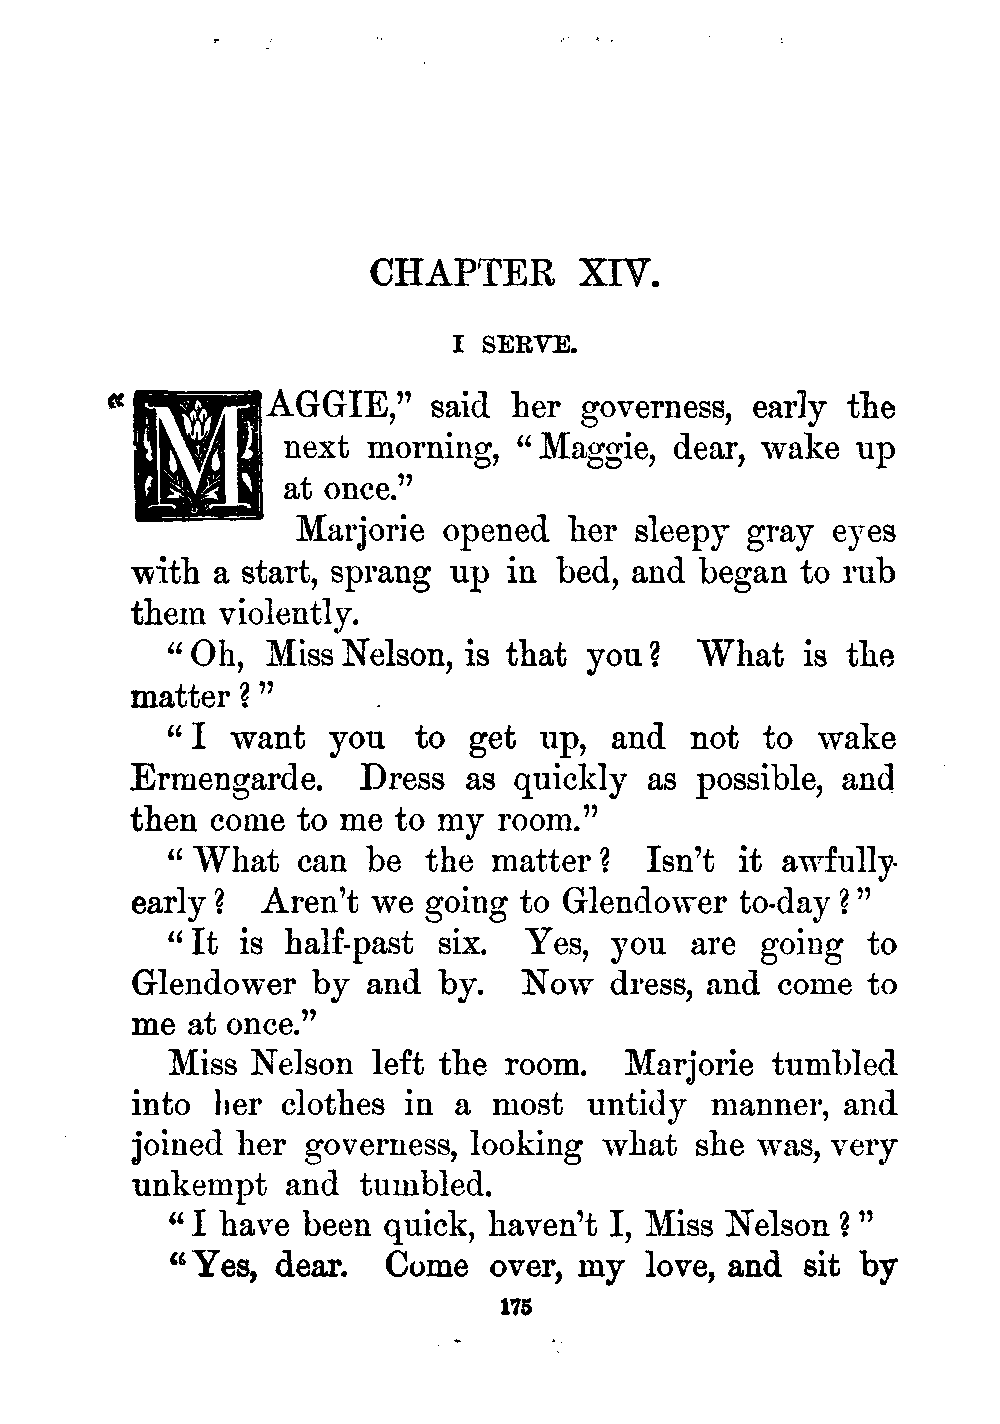 CHAPTER XIV.
I SERVE.
"MAGGIE," said her governess, early the
next morning, "Maggie, dear, wake up
at once."
Marjorie opened her sleepy gray eyes
with a start, sprang up in bed, and began to rub
them violently.
"Oh, Miss Nelson, is that you? What is the
matter?"
"I want you to get up, and not to wake
Ermengarde. Dress as quickly as possible, and
then come to me to my room."
"What can be the matter? Isn't it awfully
early? Aren't we going to Glendower to-day?"
"It is half-past six. Yes, you are going to
Glendower by and by. Now dress, and come to
me at once."
Miss Nelson left the room. Marjorie tumbled
into her clothes in a most untidy manner, and
joined her governess, looking what she was, very
unkempt and tumbled.
"I have been quick, haven't I, Miss Nelson?"
"Yes, dear. Come over, my love, and sit by
175